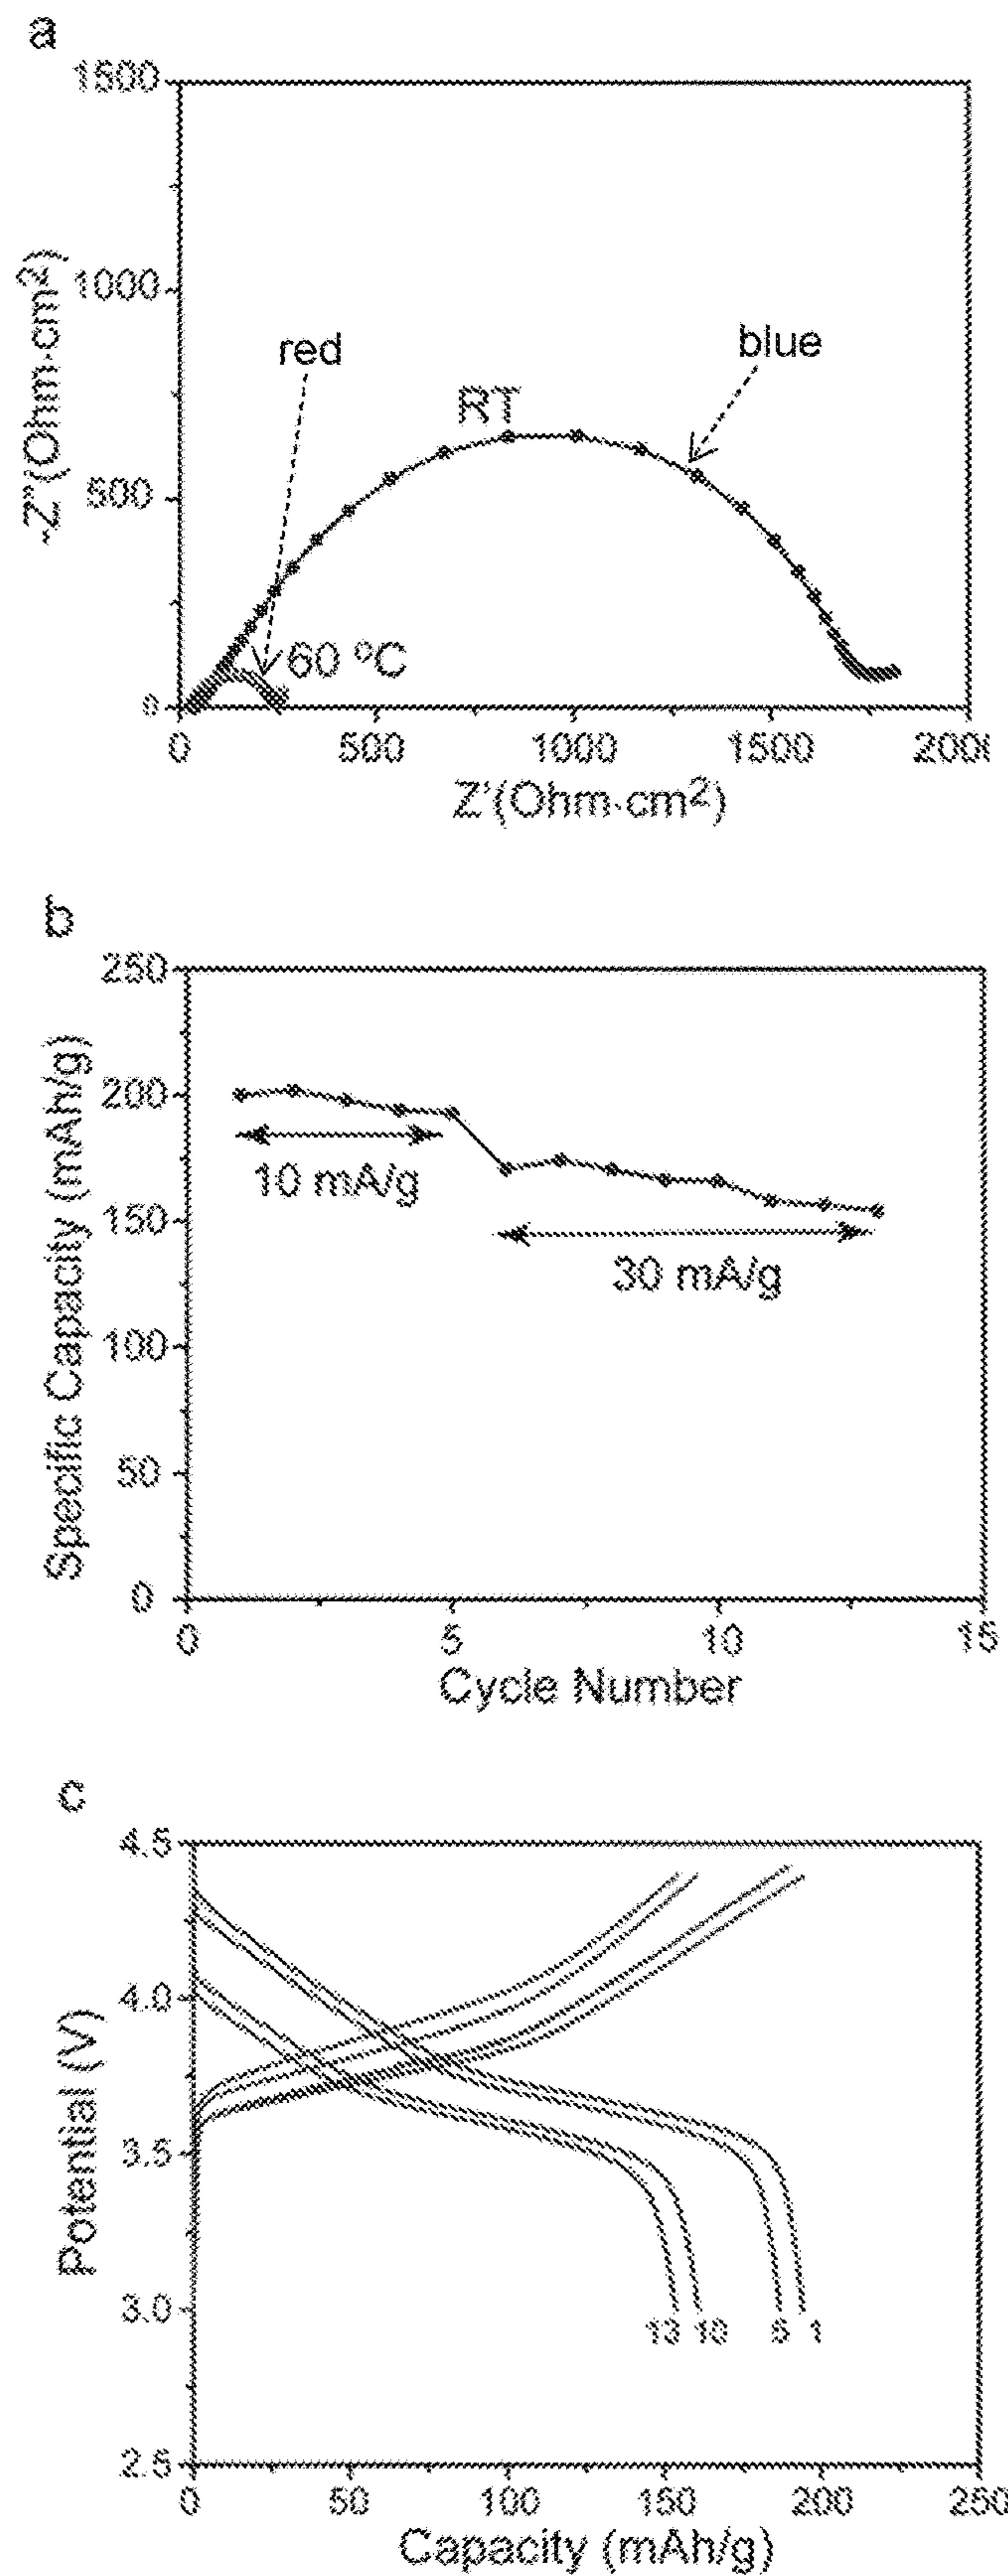 a
1500
1000
500
0
-Z"(Ohm·cm²)
red
RT
blue
60 ºC
0 500 1000 1500
Z'(Ohm·cm²)
b
250
200
150
100
50
0
Specific Capacity (mAh/g)
10 mA/g
30 mA/g
0 5 10 15
Cycle Number
c
4.5
4.0
3.5
3.0
2.5
Potential (V)
13 10 1
0 50 100 150 200 250
Capacity (mAh/g)